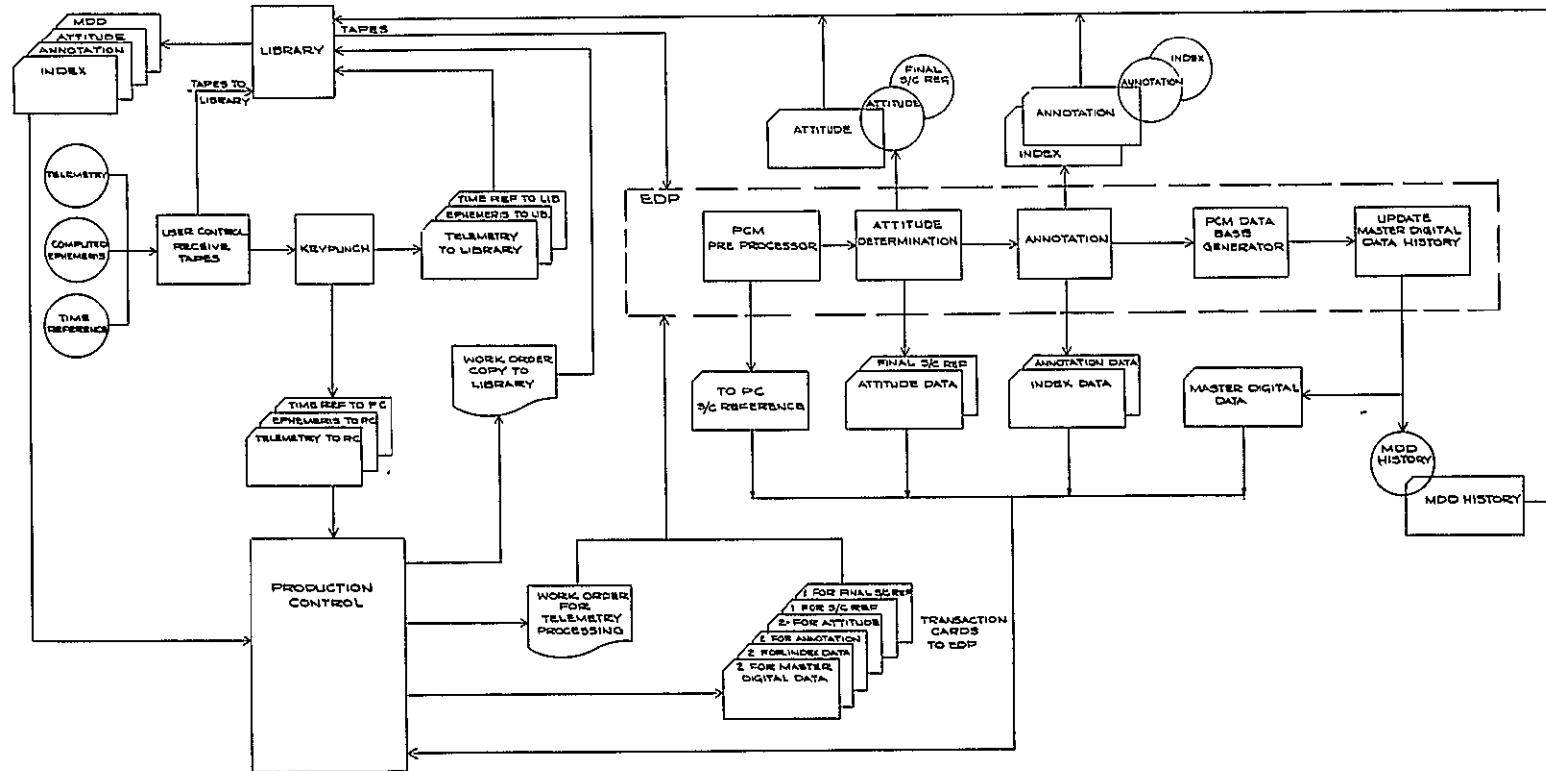 MDD
ATTITUDE
ANNOTATION
INDEX
LIBRARY
TAPES
TAPES TO
LIBRARY
TELEMETRY
COMPUTED
EPHEMERIS
TIME
REFERENCE
USER CONTROL
RECEIVE
TAPES
KEYPUNCH
TIME REF TO LIB
EPHEMERIS TO LIB.
TELEMETRY
TO LIBRARY
WORK ORDER
COPY TO
LIBRARY
TIME REF TO PC
EPHEMERIS TO PC
TELEMETRY TO PC
PRODUCTION
CONTROL
WORK ORDER
FOR
TELEMETRY
PROCESSING
1 FOR FINAL S/C REF
1 FOR S/C REF
2 FOR ATTITUDE
2 FOR ANNOTATION
2 FOR INDEX DATA
2 FOR MASTER
DIGITAL DATA
TRANSACTION
CARDS
TO EDP
FINAL
S/C REF
ATTITUDE
ATTITUDE
INDEX
ANNOTATION
ANNOTATION
INDEX
EDP
PCM
PRE PROCESSOR
ATTITUDE
DETERMINATION
ANNOTATION
PCM DATA
BASE
GENERATOR
UPDATE
MASTER DIGITAL
DATA HISTORY
TO PC
S/C REFERENCE
FINAL S/C REF
ATTITUDE DATA
ANNOTATION DATA
INDEX DATA
MASTER DIGITAL
DATA
MDD
HISTORY
MDD HISTORY